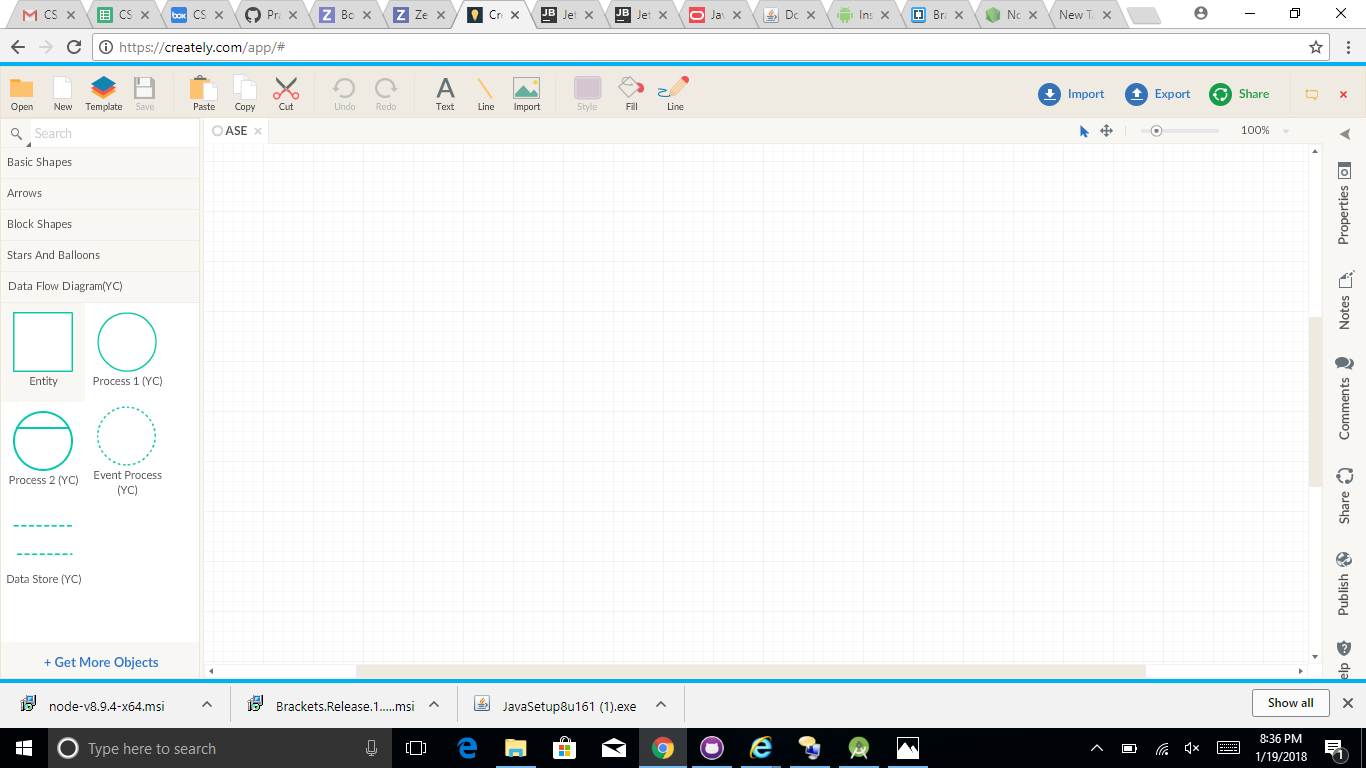 CS
CS
CS
Pra
Bo
Ze
Cre
Jet
Jet
Jav
Do
Ins
Bra
No
New T
https://creately.com/app/#
Open
New
Template
Save
Paste
Copy
Cut
Undo
Redo
Text
Line
Import
Style
Fill
Line
Import
Export
Share
Search
ASE
100%
Basic Shapes
Arrows
Block Shapes
Stars And Balloons
Data Flow Diagram(YC)
Entity
Process 1 (YC)
Process 2 (YC)
Event Process
(YC)
Data Store (YC)
+ Get More Objects
Properties
Notes
Comments
Share
Publish
elp
node-v8.9.4-x64.msi
Brackets.Release.1.....msi
JavaSetup8u161 (1).exe
Show all
Type here to search
8:36 PM
1/19/2018
1